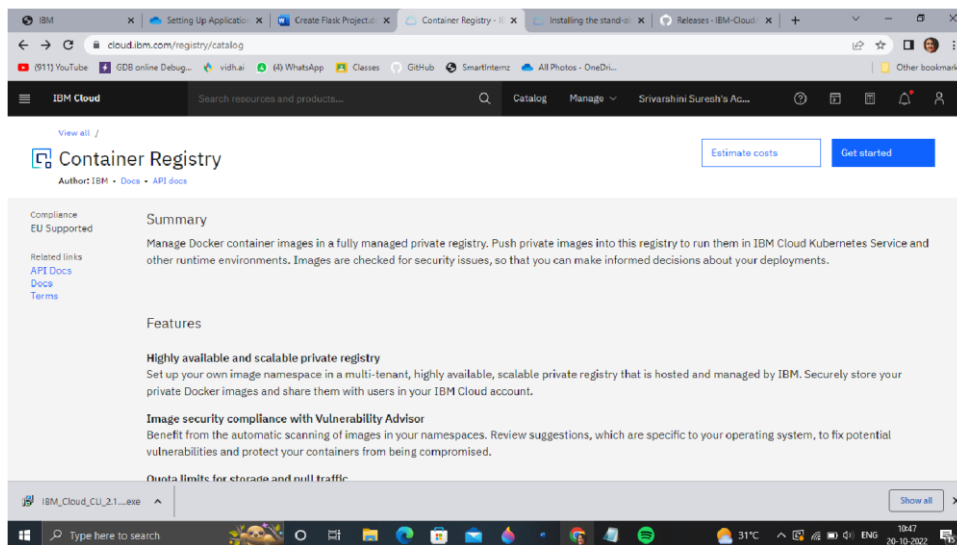 IBM
Setting Up Application
Create Flask Project.d
Container Registry - I
Installing the stand-al
Releases - IBM-Cloud/
cloud.ibm.com/registry/catalog
(911) YouTube
GDB online Debug...
vidh.ai
(4) WhatsApp
Classes
GitHub
SmartInternz
All Photos - OneDri...
Other bookmark
IBM Cloud
Search resources and products...
Catalog
Manage
Srivarshini Suresh's Ac...
View all /
Container Registry
Estimate costs
Get started
Author: IBM • Docs • API docs
Compliance
EU Supported
Related links
API Docs
Docs
Terms
Summary
Manage Docker container images in a fully managed private registry. Push private images into this registry to run them in IBM Cloud Kubernetes Service and
other runtime environments. Images are checked for security issues, so that you can make informed decisions about your deployments.
Features
Highly available and scalable private registry
Set up your own image namespace in a multi-tenant, highly available, scalable private registry that is hosted and managed by IBM. Securely store your
private Docker images and share them with users in your IBM Cloud account.
Image security compliance with Vulnerability Advisor
Benefit from the automatic scanning of images in your namespaces. Review suggestions, which are specific to your operating system, to fix potential
vulnerabilities and protect your containers from being compromised.
Quota limits for storage and pull traffic
IBM_Cloud_CLI_2.1....exe
Show all
Type here to search
31°C
ENG
10:47
20-10-2022